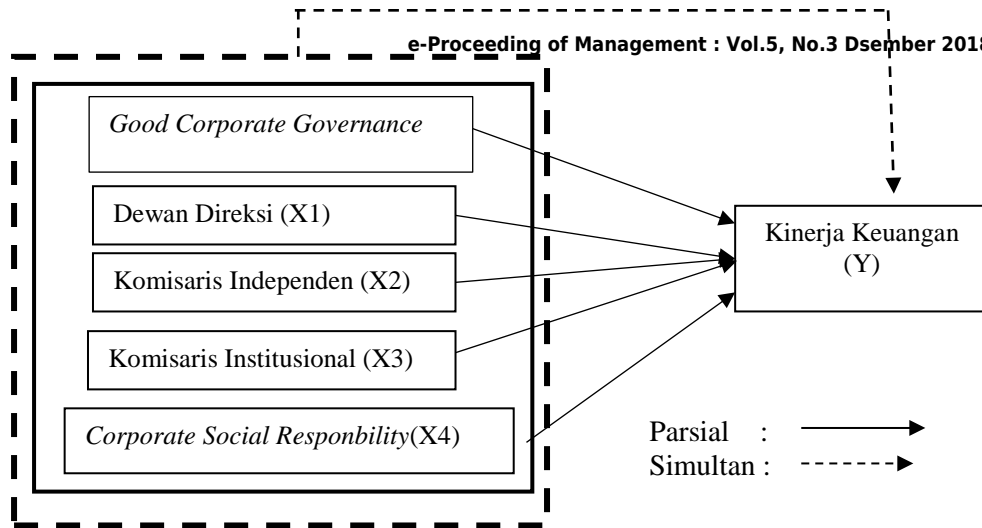 e-Proceeding of Management : Vol.5, No.3 Dsember 2018
Good Corporate Governance
Dewan Direksi (X1)
Komisaris Independen (X2)
Komisaris Institusional (X3)
Corporate Social Responbility(X4)
Kinerja Keuangan
(Y)
Parsial :
Simultan :